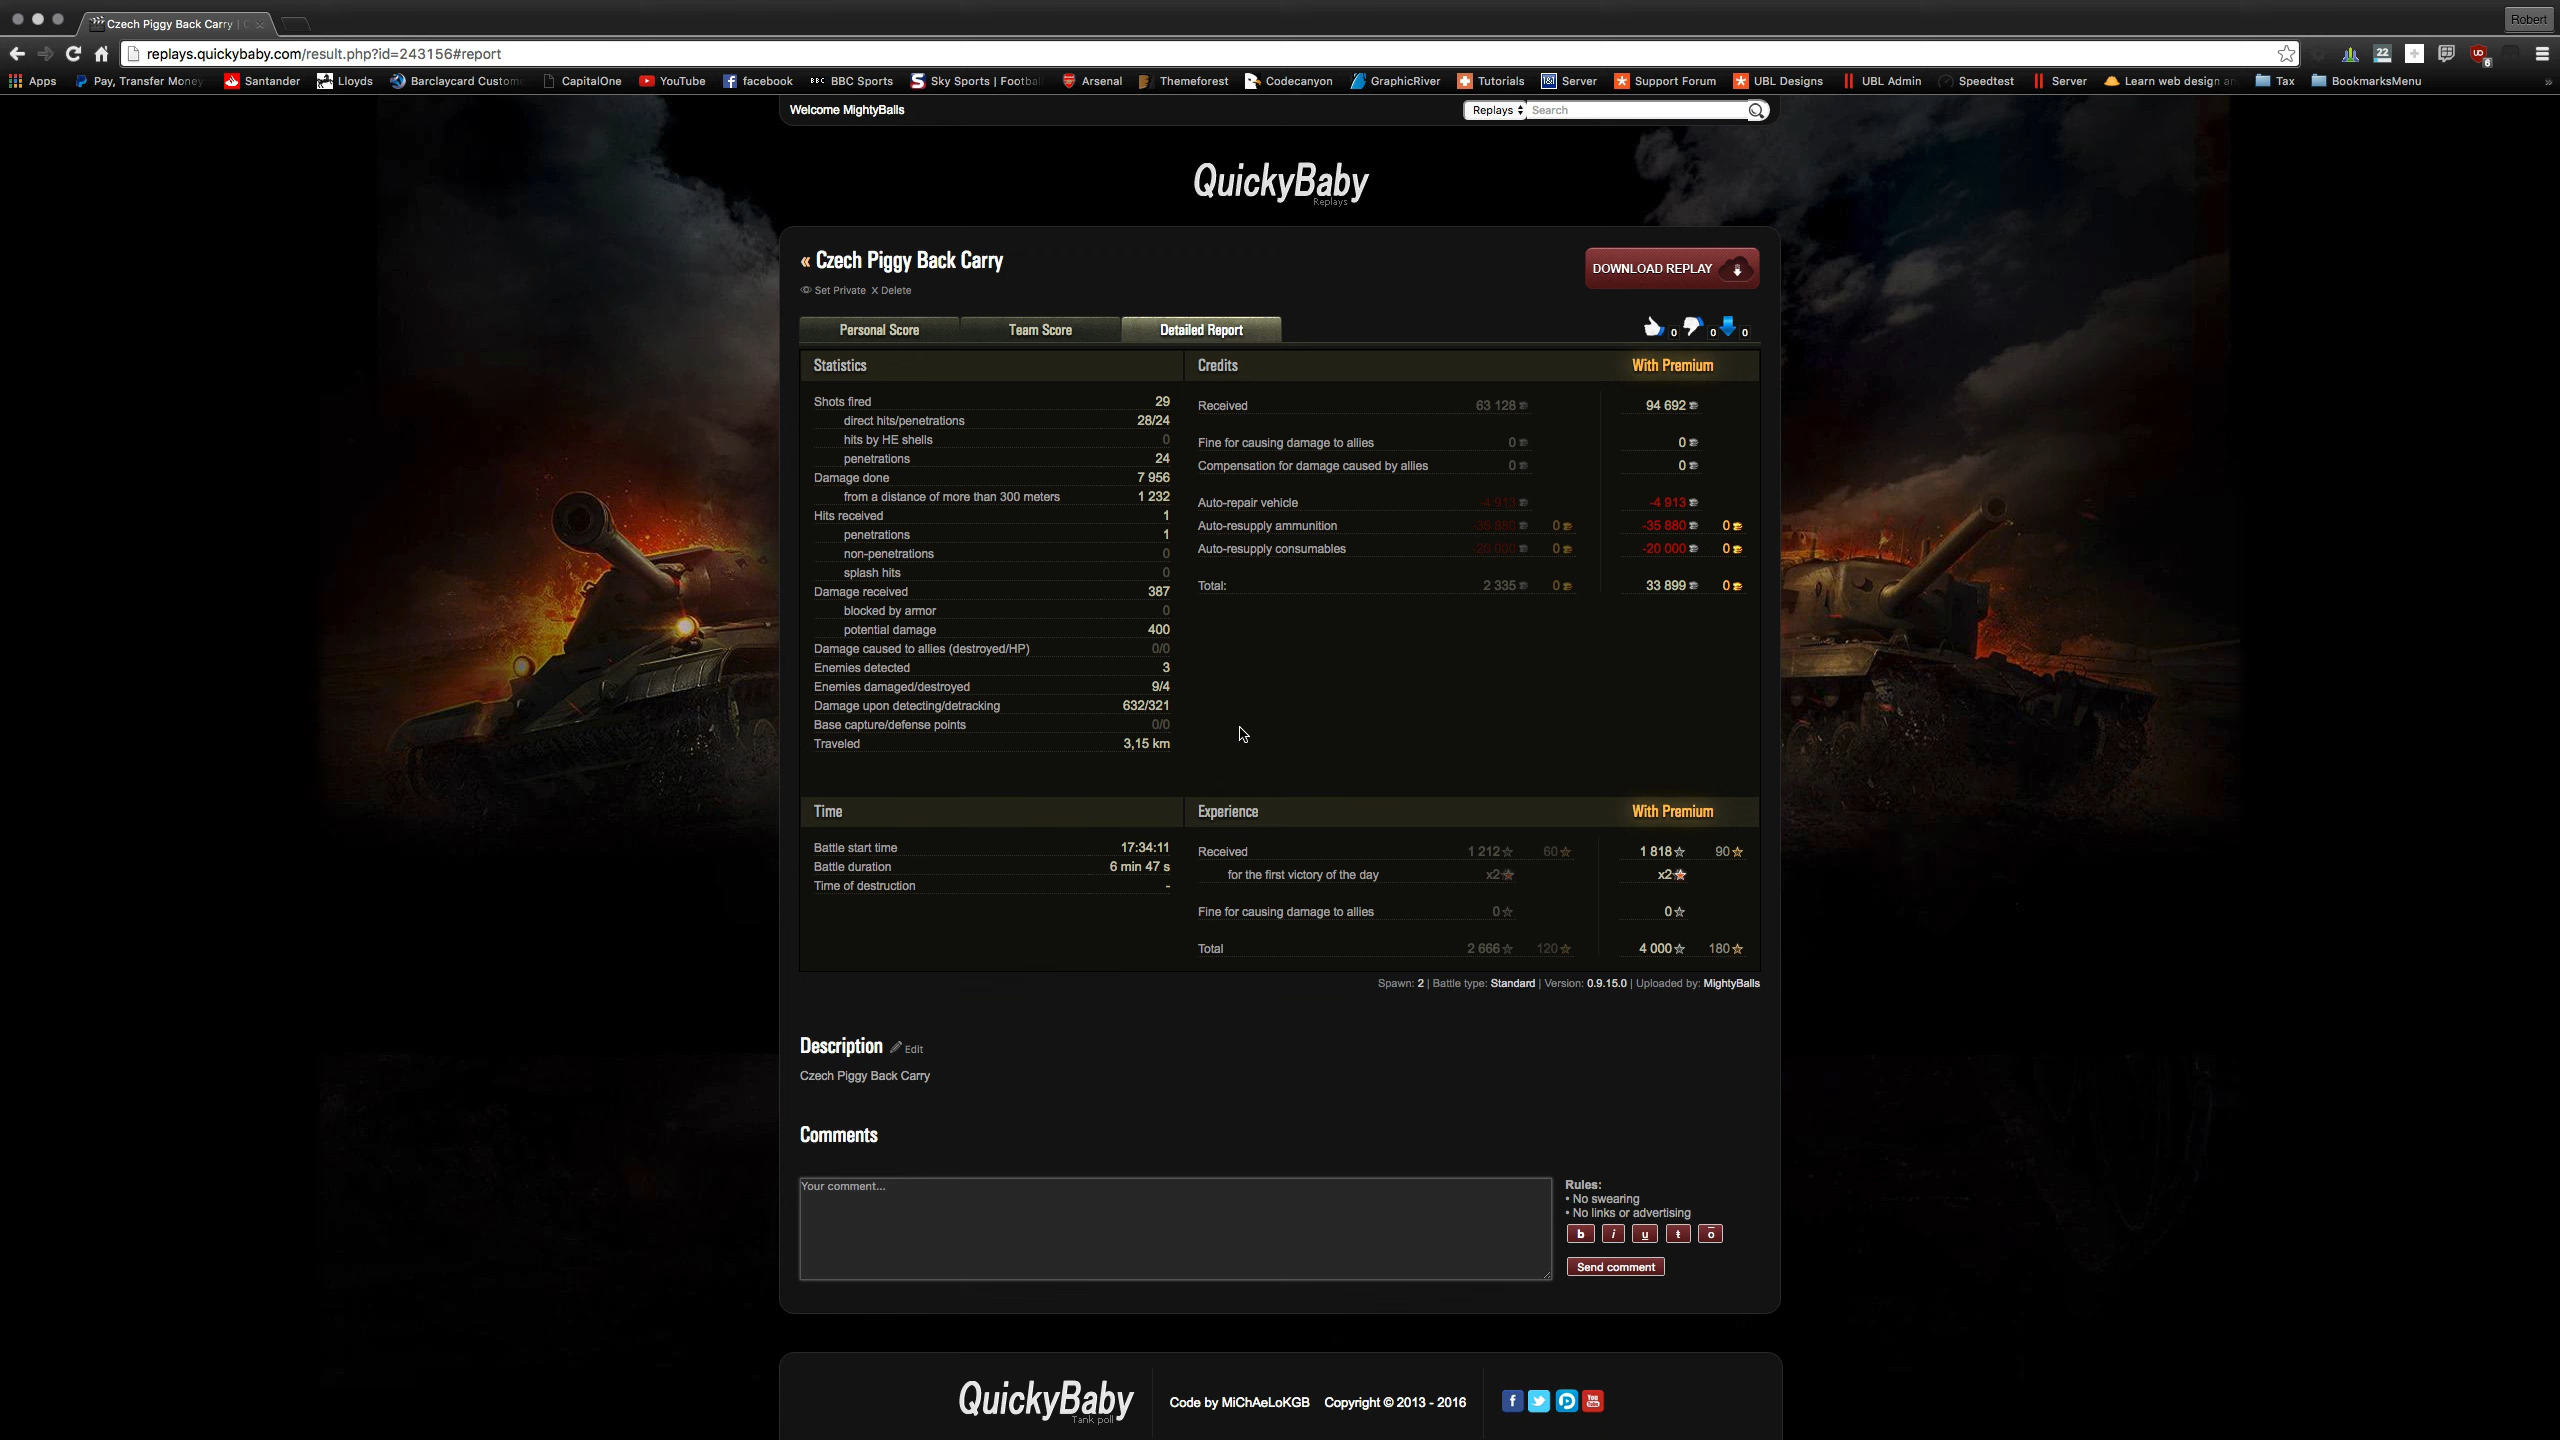 Czech Piggy Back Carry |
Robert
replays.quickybaby.com/result.php?id=243156#report
22
6
Apps Pay, Transfer Money Santander Lloyds Barclaycard Custom CapitalOne YouTube facebook BBC BBC Sports Sky Sports | Footbal Arsenal Themeforest Codecanyon GraphicRiver Tutorials 1&1 Server Support Forum UBL Designs UBL Admin Speedtest Server Learn web design an Tax BookmarksMenu »
Welcome MightyBalls
Replays Search
QuickyBaby
Replays
« Czech Piggy Back Carry
DOWNLOAD REPLAY
Set Private X Delete
Personal Score Team Score Detailed Report
0 0 0
Statistics
Shots fired 29
direct hits/penetrations 28/24
hits by HE shells 0
penetrations 24
Damage done 7 956
from a distance of more than 300 meters 1 232
Hits received 1
penetrations 1
non-penetrations 0
splash hits 0
Damage received 387
blocked by armor 0
potential damage 400
Damage caused to allies (destroyed/HP) 0/0
Enemies detected 3
Enemies damaged/destroyed 9/4
Damage upon detecting/detracking 632/321
Base capture/defense points 0/0
Traveled 3,15 km
Credits With Premium
Received 63 128 94 692
Fine for causing damage to allies 0 0
Compensation for damage caused by allies 0 0
Auto-repair vehicle -4 913 -4 913
Auto-resupply ammunition -35 880 0 -35 880 0
Auto-resupply consumables -20 000 0 -20 000 0
Total: 2 335 0 33 899 0
Time
Battle start time 17:34:11
Battle duration 6 min 47 s
Time of destruction -
Experience With Premium
Received 1 212 60 1 818 90
for the first victory of the day x2 x2
Fine for causing damage to allies 0 0
Total 2 666 120 4 000 180
Spawn: 2 | Battle type: Standard | Version: 0.9.15.0 | Uploaded by: MightyBalls
Description Edit
Czech Piggy Back Carry
Comments
Your comment...
Rules:
• No swearing
• No links or advertising
b i u t o
Send comment
QuickyBaby
Tank poll
Code by MiChAeLoKGB Copyright © 2013 - 2016
f You Tube